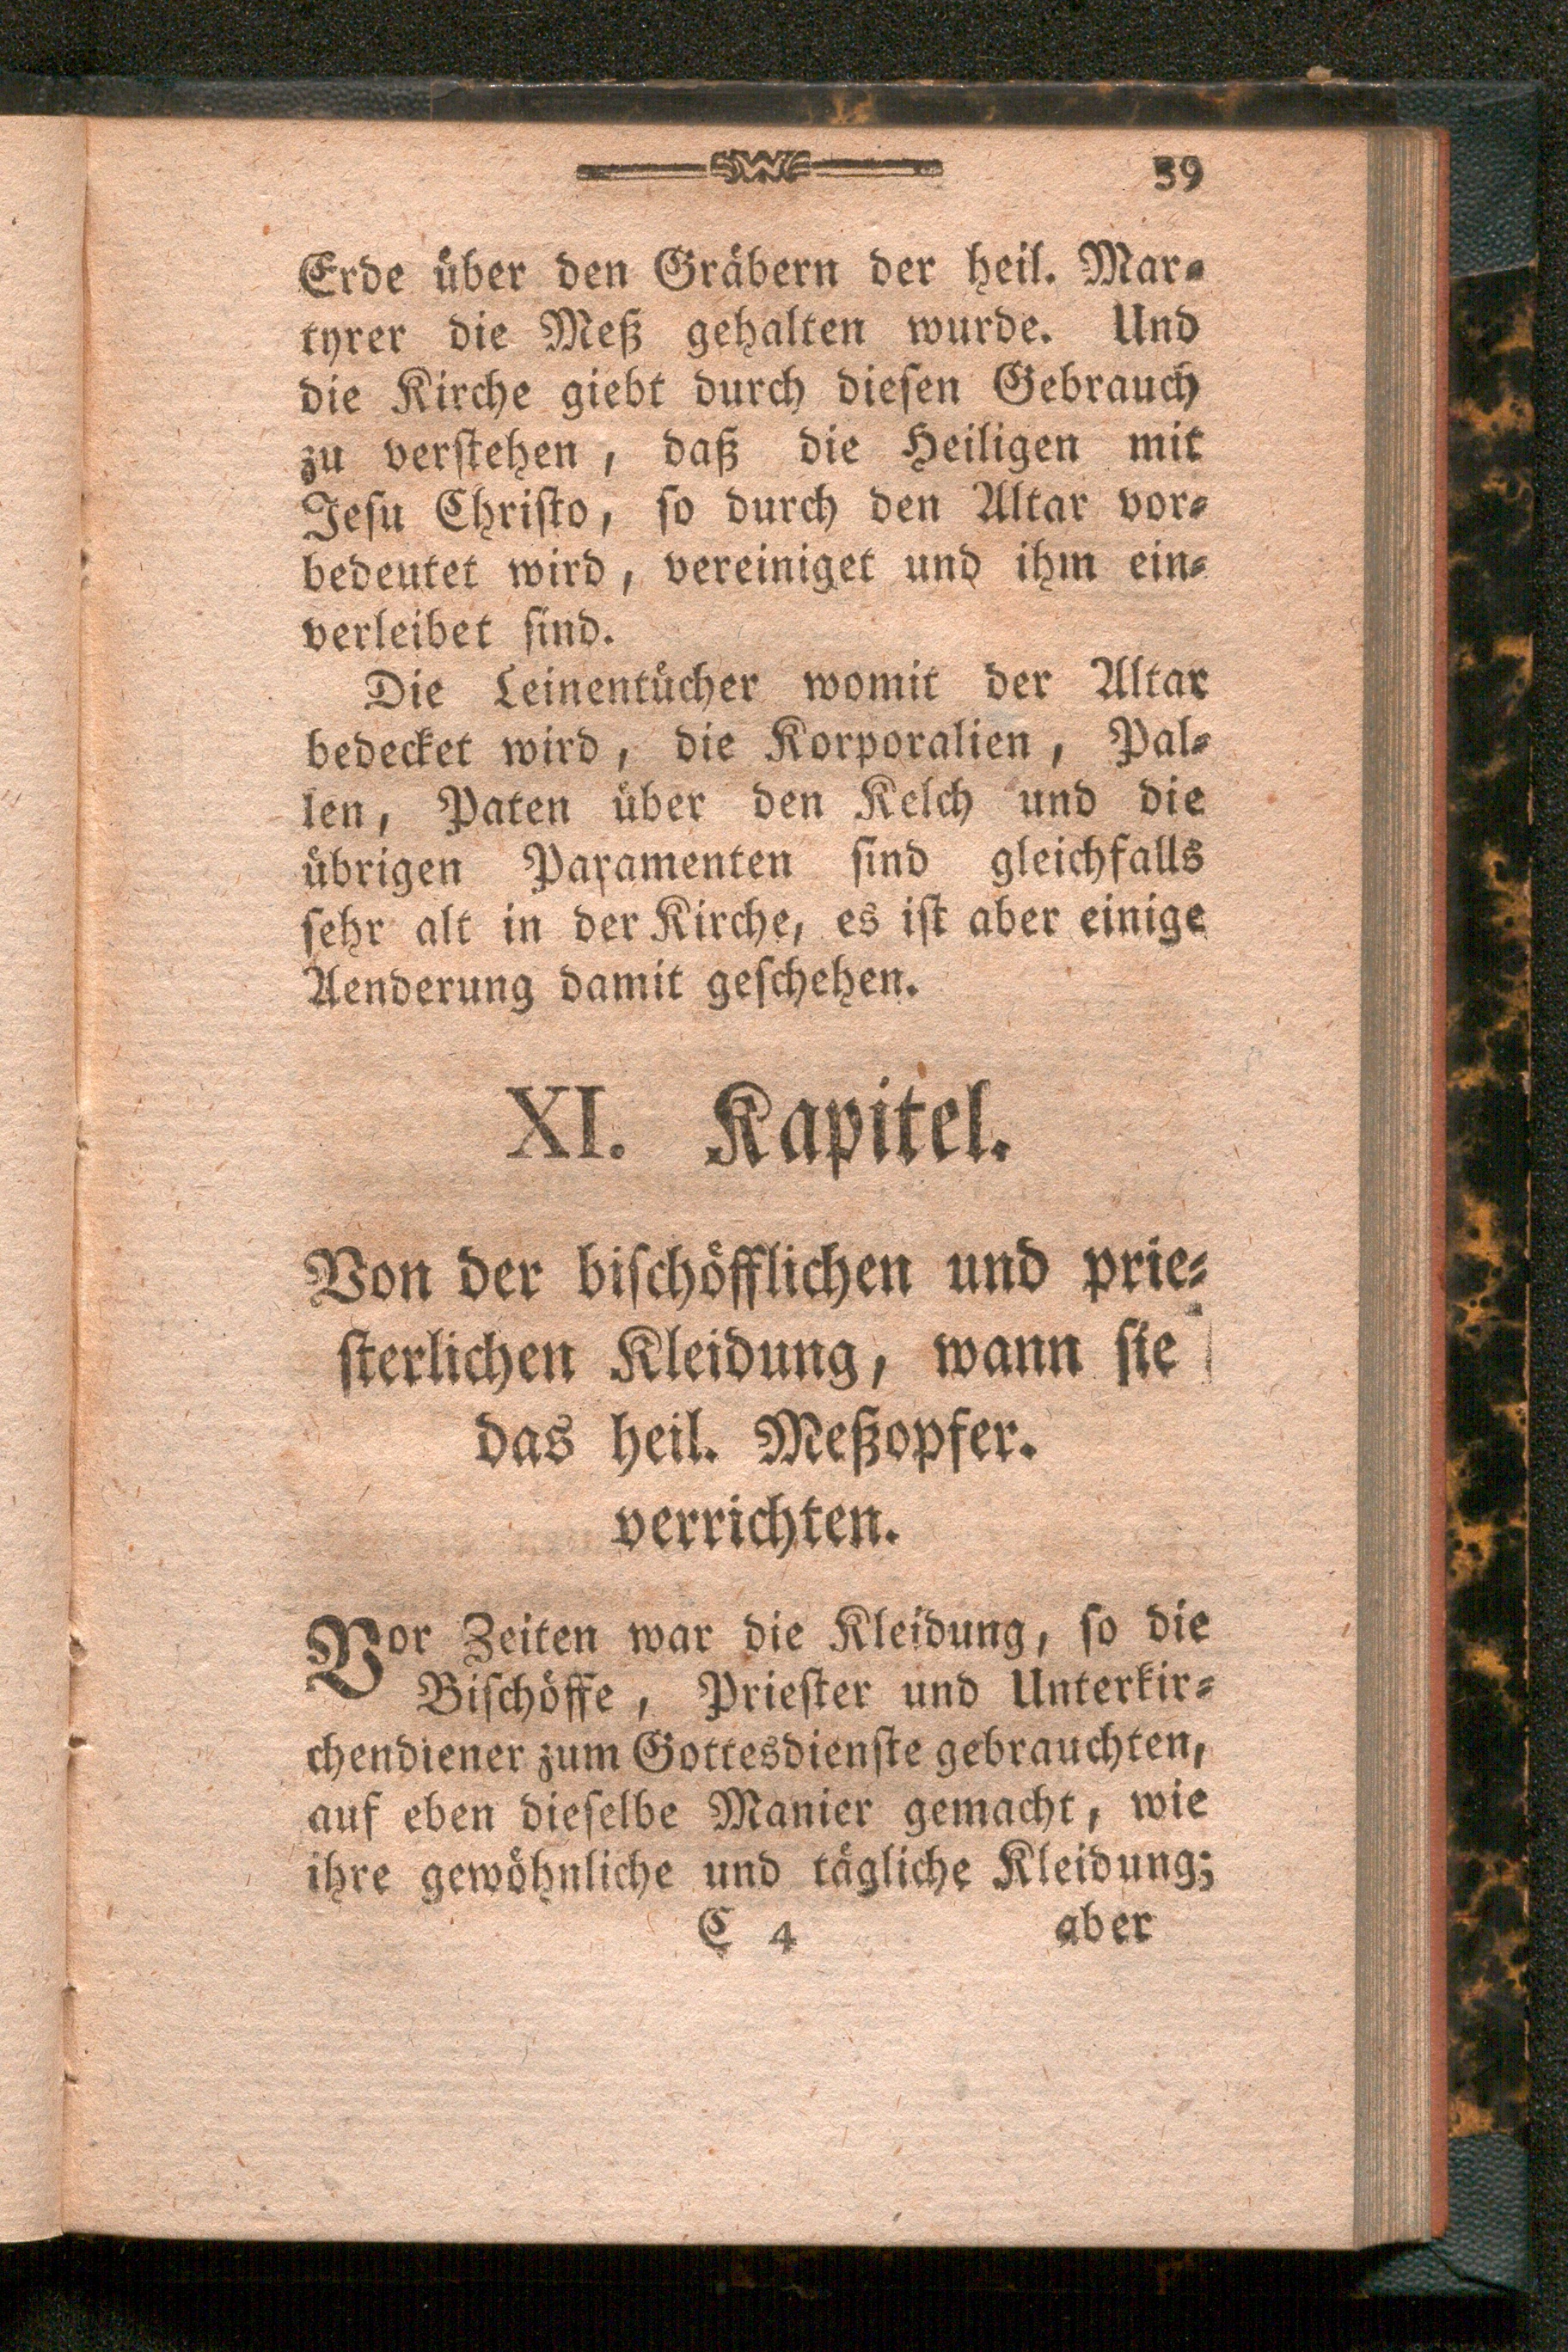 39
Erde über den Gräbern der heil. Mar⸗
tyrer die Meß gehalten wurde. Und
die Kirche giebt durch diesen Gebrauch
zu verstehen, daß die Heiligen mit
Jesu Christo, so durch den Altar vor⸗
bedeutet wird, vereiniget und ihm ein⸗
verleibet sind.
Die Leinentücher womit der Altar
bedecket wird, die Korporalien, Pal⸗
len, Paten über den Kelch und die
übrigen Paramenten sind gleichfalls
sehr alt in der Kirche, es ist aber einige
Aenderung damit geschehen.
XI. Kapitel.
Von der bischöfflichen und prie⸗
sterlichen Kleidung, wann sie
das heil. Meßopfer.
verrichten.
Vor Zeiten war die Kleidung, so die
Bischöffe, Priester und Unterkir⸗
chendiener zum Gottesdienste gebrauchten,
auf eben dieselbe Manier gemacht, wie
ihre gewöhnliche und tägliche Kleidung;
C 4 aber